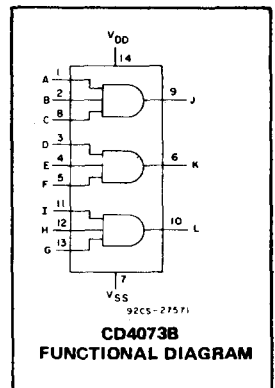 VDD
14
A 1
B 2
C 8
9 J
D 3
E 4
F 5
6 K
I 11
H 12
G 13
10 L
7
VSS
92CS-27571
CD4073B
FUNCTIONAL DIAGRAM